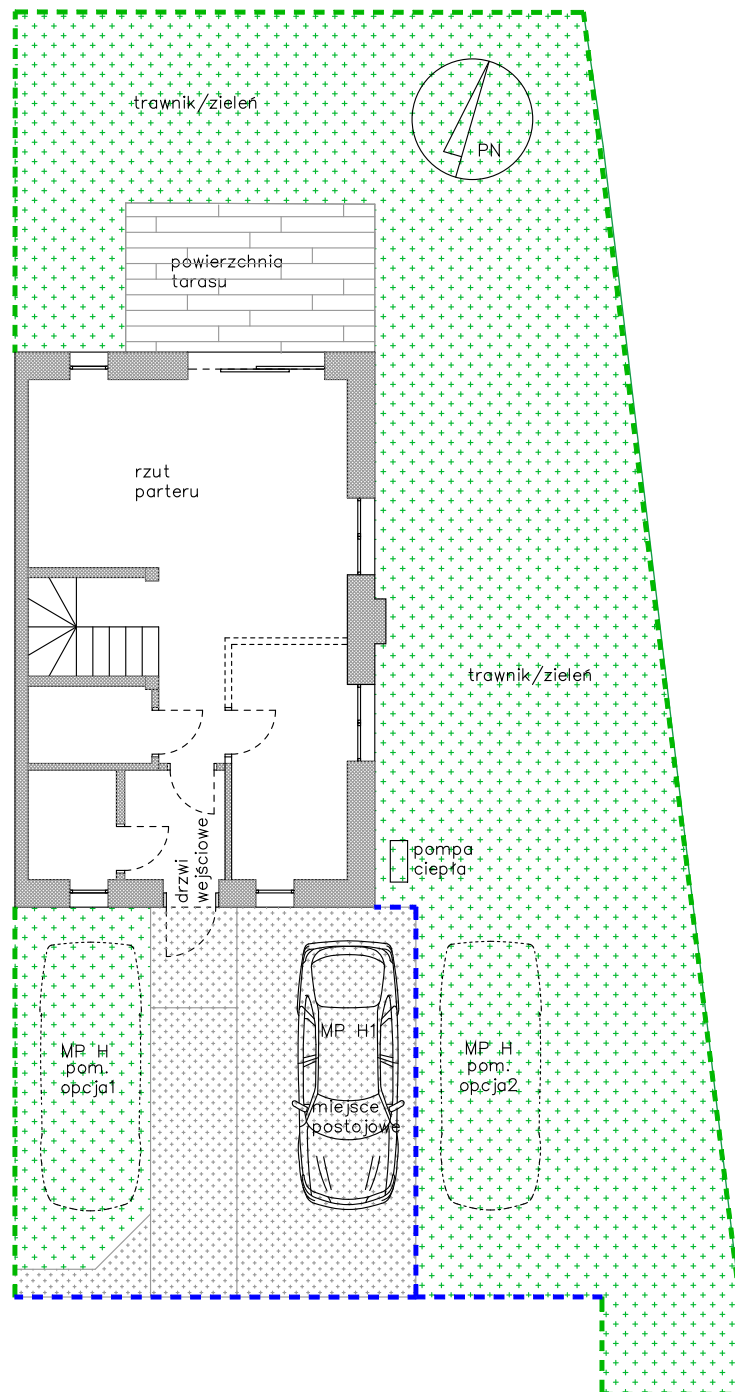 trawnik/zieleń
PN
powierzchnia
tarasu
rzut
parteru
trawnik/zieleń
drzwi
wejściowe
pompa
ciepła
MP H1
MP H
pom.
opcja1
MP H
pom.
opcja2
miejsce
postojowe